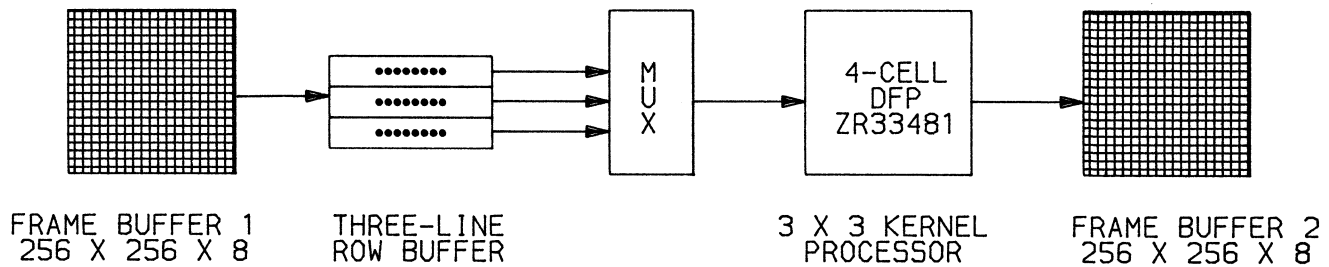 M
U
X
4-CELL
DFP
ZR33481
FRAME BUFFER 1
256 X 256 X 8
THREE-LINE
ROW BUFFER
3 X 3 KERNEL
PROCESSOR
FRAME BUFFER 2
256 X 256 X 8